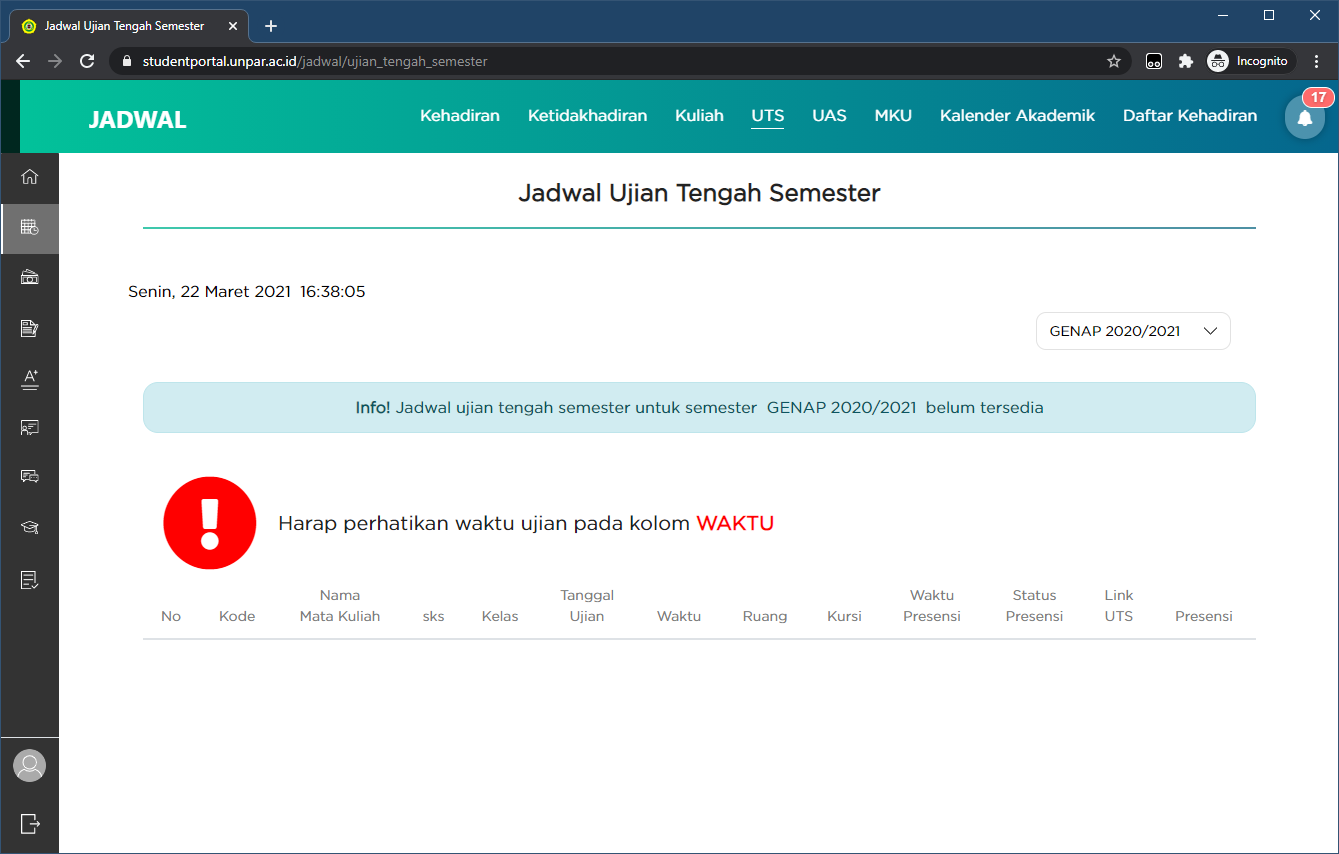 Jadwal Ujian Tengah Semester
studentportal.unpar.ac.id/jadwal/ujian_tengah_semester
Incognito
JADWAL
Kehadiran Ketidakhadiran Kuliah UTS UAS MKU Kalender Akademik Daftar Kehadiran
17
Jadwal Ujian Tengah Semester
Senin, 22 Maret 2021 16:38:05
GENAP 2020/2021
Info! Jadwal ujian tengah semester untuk semester GENAP 2020/2021 belum tersedia
Harap perhatikan waktu ujian pada kolom WAKTU
No Kode Nama Mata Kuliah sks Kelas Tanggal Ujian Waktu Ruang Kursi Waktu Presensi Status Presensi Link UTS Presensi